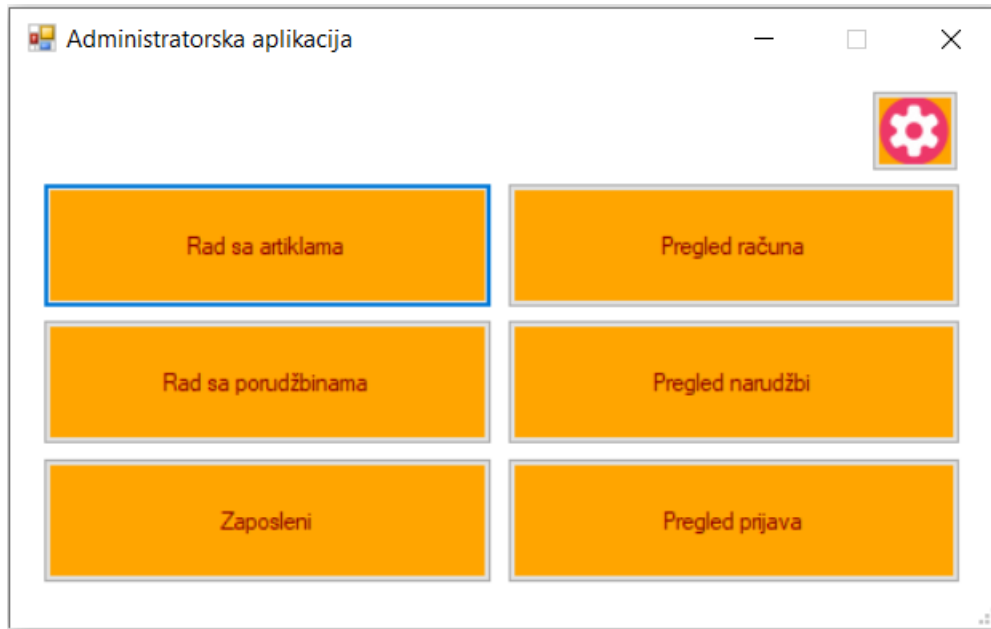 Administratorska aplikacija
Rad sa artiklama
Pregled računa
Rad sa porudžbinama
Pregled narudžbi
Zaposleni
Pregled prijava